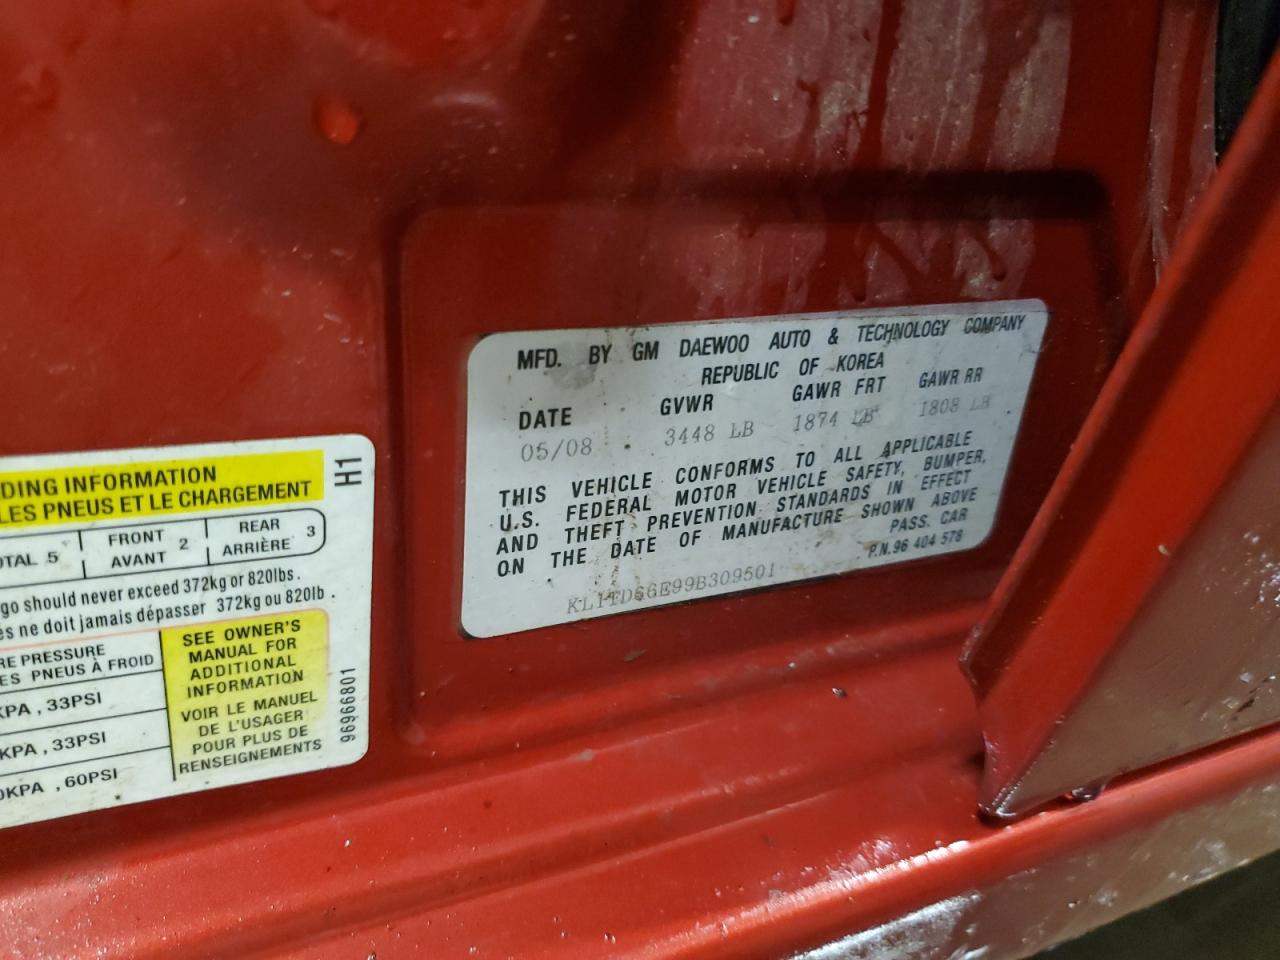 DING INFORMATION
LES PNEUS ET LE CHARGEMENT
H1
OTAL 5
FRONT
AVANT 2
REAR
ARRIÈRE 3
go should never exceed 372kg or 820lbs.
es ne doit jamais dépasser 372kg ou 820lb.
RE PRESSURE
ES PNEUS À FROID
KPA , 33PSI
KPA , 33PSI
0KPA , 60PSI
SEE OWNER'S
MANUAL FOR
ADDITIONAL
INFORMATION
VOIR LE MANUEL
DE L'USAGER
POUR PLUS DE
RENSEIGNEMENTS
96966801
MFD. BY GM DAEWOO AUTO & TECHNOLOGY COMPANY
REPUBLIC OF KOREA
DATE GVWR GAWR FRT GAWR RR
05/08 3448 LB 1874 LB 1808 LB
THIS VEHICLE CONFORMS TO ALL APPLICABLE
U.S. FEDERAL MOTOR VEHICLE SAFETY, BUMPER,
AND THEFT PREVENTION STANDARDS IN EFFECT
ON THE DATE OF MANUFACTURE SHOWN ABOVE
PASS. CAR
P.N.96 404 578
KL1TD66E99B309501